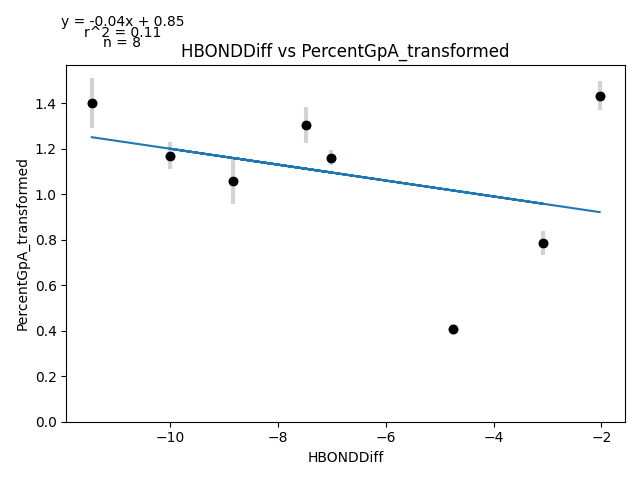 y = -0.04x + 0.85
r^2 = 0.11
n = 8
HBONDDiff vs PercentGpA_transformed
PercentGpA_transformed
1.4
1.2
1.0
0.8
0.6
0.4
0.2
0.0
−10
−8
−6
−4
−2
HBONDDiff